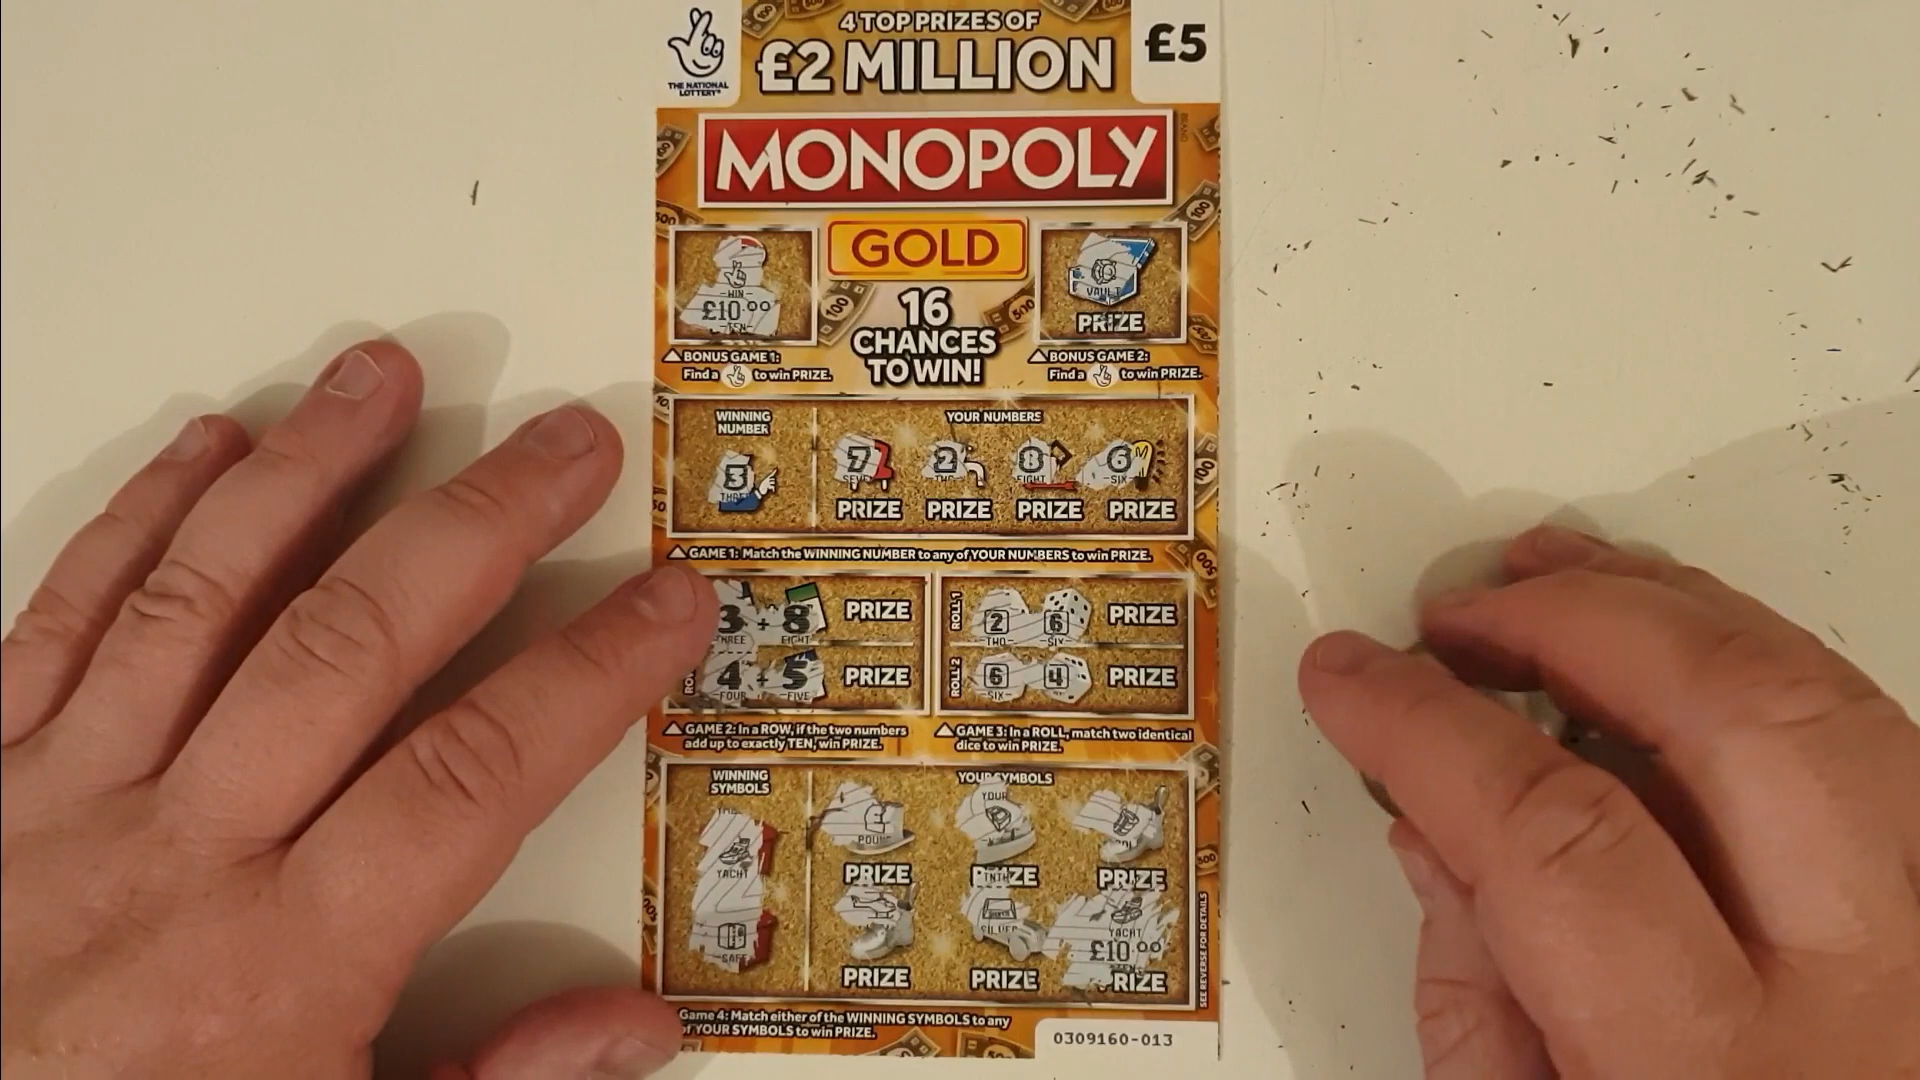 4 TOP PRIZES OF
£2 MILLION
£5
THE NATIONAL
LOTTERY®
MONOPOLY
BRAND
GOLD
16
CHANCES
TO WIN!
WIN
£10.00
TEN
BONUS GAME 1:
Find a to win PRIZE.
VAULT
PRIZE
BONUS GAME 2:
Find a to win PRIZE.
WINNING
NUMBER
YOUR NUMBERS
3 7 2 8 6
EIGHT SIX
PRIZE PRIZE PRIZE PRIZE
GAME 1: Match the WINNING NUMBER to any of YOUR NUMBERS to win PRIZE.
3 + 8 PRIZE
THREE EIGHT
4 + 5 PRIZE
FOUR FIVE
ROLL 1 2 6 PRIZE
TWO SIX
ROLL 2 6 4 PRIZE
SIX
GAME 2: In a ROW, if the two numbers
add up to exactly TEN, win PRIZE.
GAME 3: In a ROLL, match two identical
dice to win PRIZE.
WINNING
SYMBOLS
YOUR SYMBOLS
YACHT
SAFE
PRIZE PRIZE PRIZE
SILVER
YACHT
£10.00
PRIZE PRIZE PRIZE
Game 4: Match either of the WINNING SYMBOLS to any
of YOUR SYMBOLS to win PRIZE.
SEE REVERSE FOR DETAILS
0309160-013